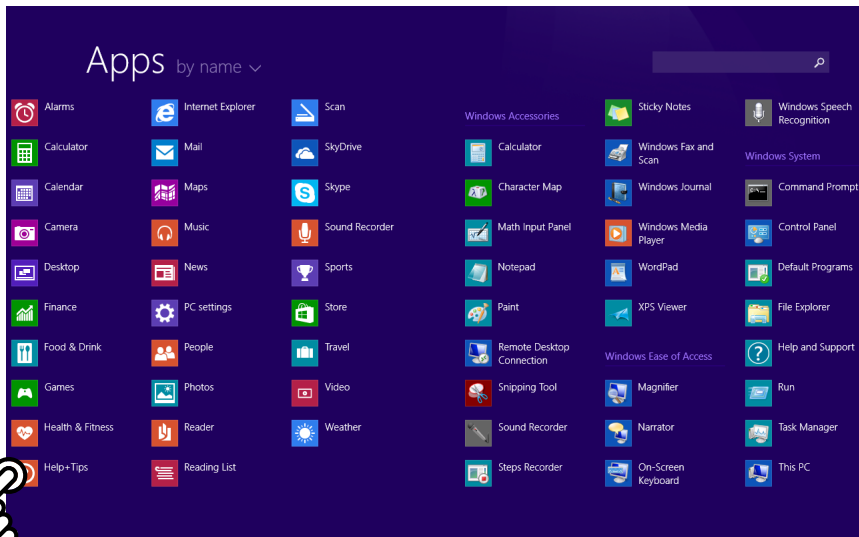 Apps by name
Alarms
Calculator
Calendar
Camera
Desktop
Finance
Food & Drink
Games
Health & Fitness
Help+Tips
Internet Explorer
Mail
Maps
Music
News
PC settings
People
Photos
Reader
Reading List
Scan
SkyDrive
Skype
Sound Recorder
Sports
Store
Travel
Video
Weather
Windows Accessories
Calculator
Character Map
Math Input Panel
Notepad
Paint
Remote Desktop
Connection
Snipping Tool
Sound Recorder
Steps Recorder
Sticky Notes
Windows Fax and
Scan
Windows Journal
Windows Media
Player
WordPad
XPS Viewer
Windows Ease of Access
Magnifier
Narrator
On-Screen
Keyboard
Windows Speech
Recognition
Windows System
Command Prompt
Control Panel
Default Programs
File Explorer
Help and Support
Run
Task Manager
This PC